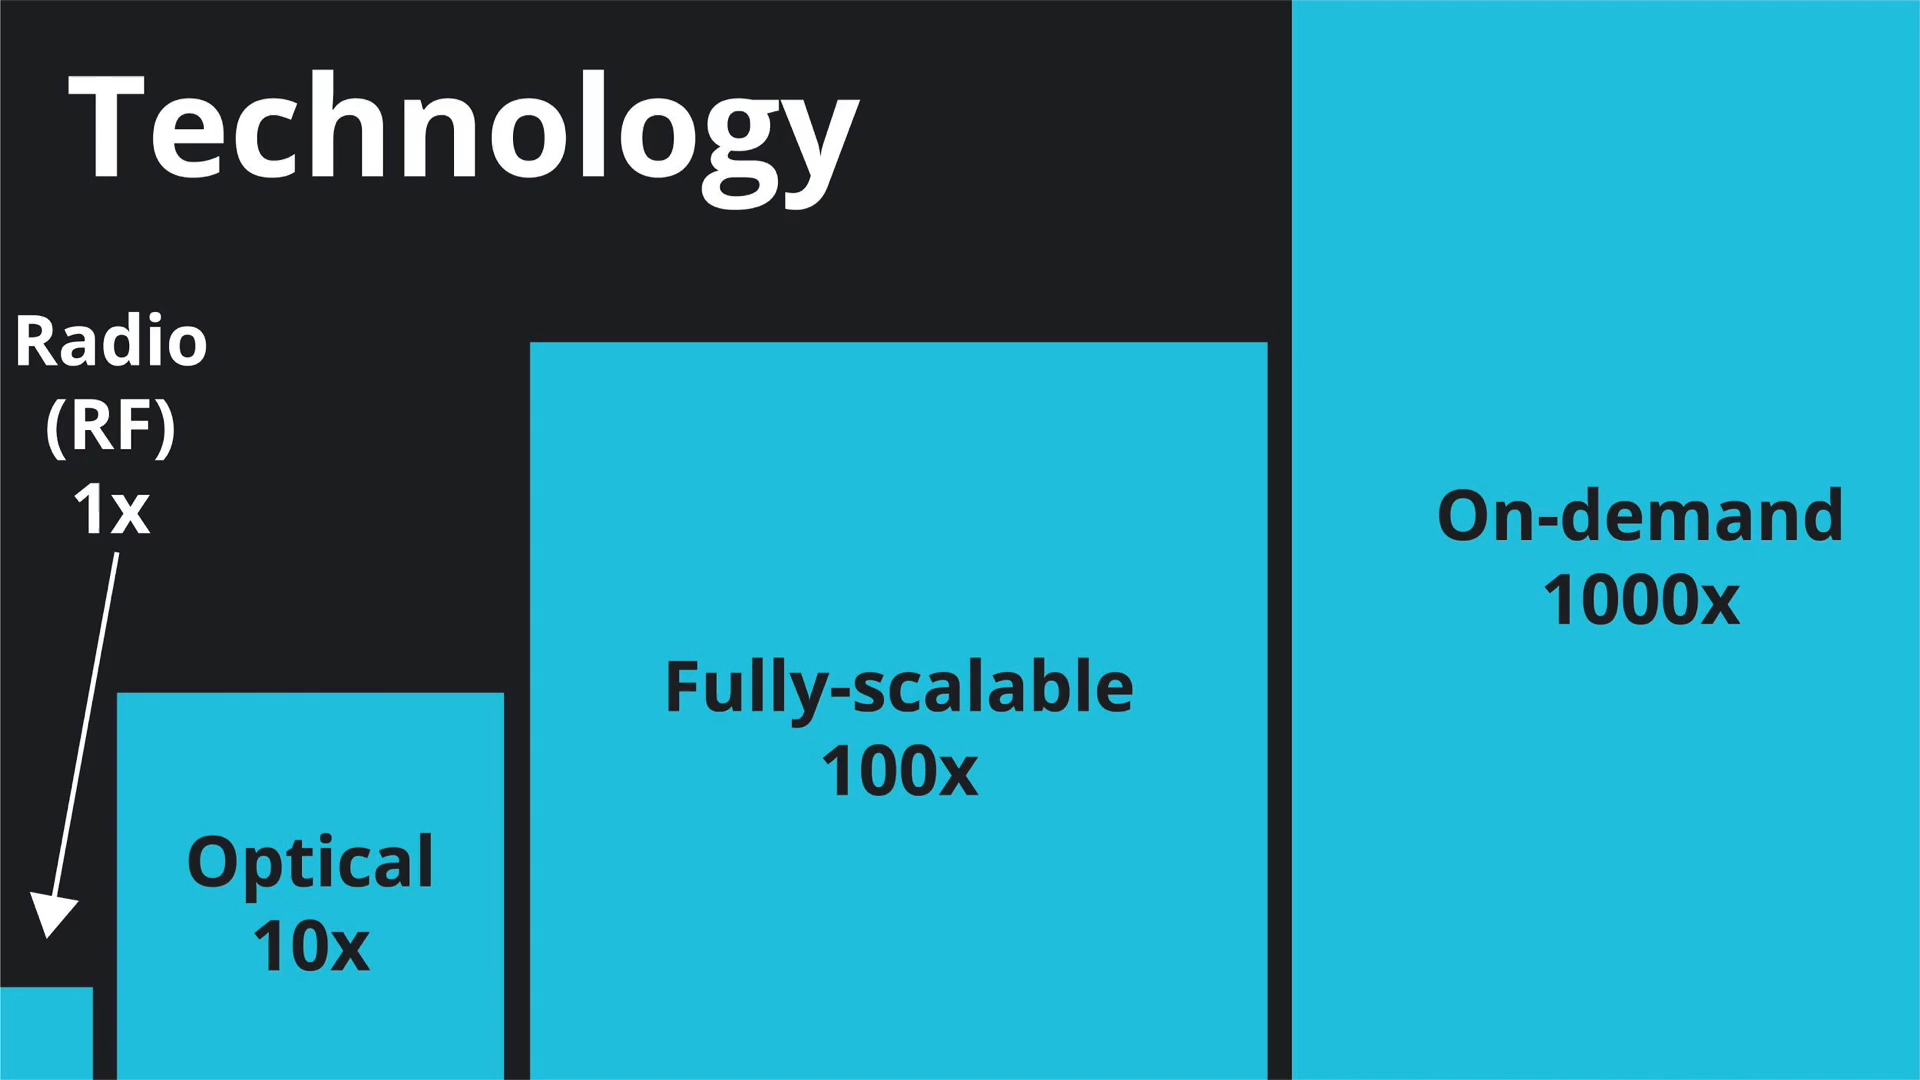 Technology
Radio
(RF)
1x
Optical
10x
Fully-scalable
100x
On-demand
1000x